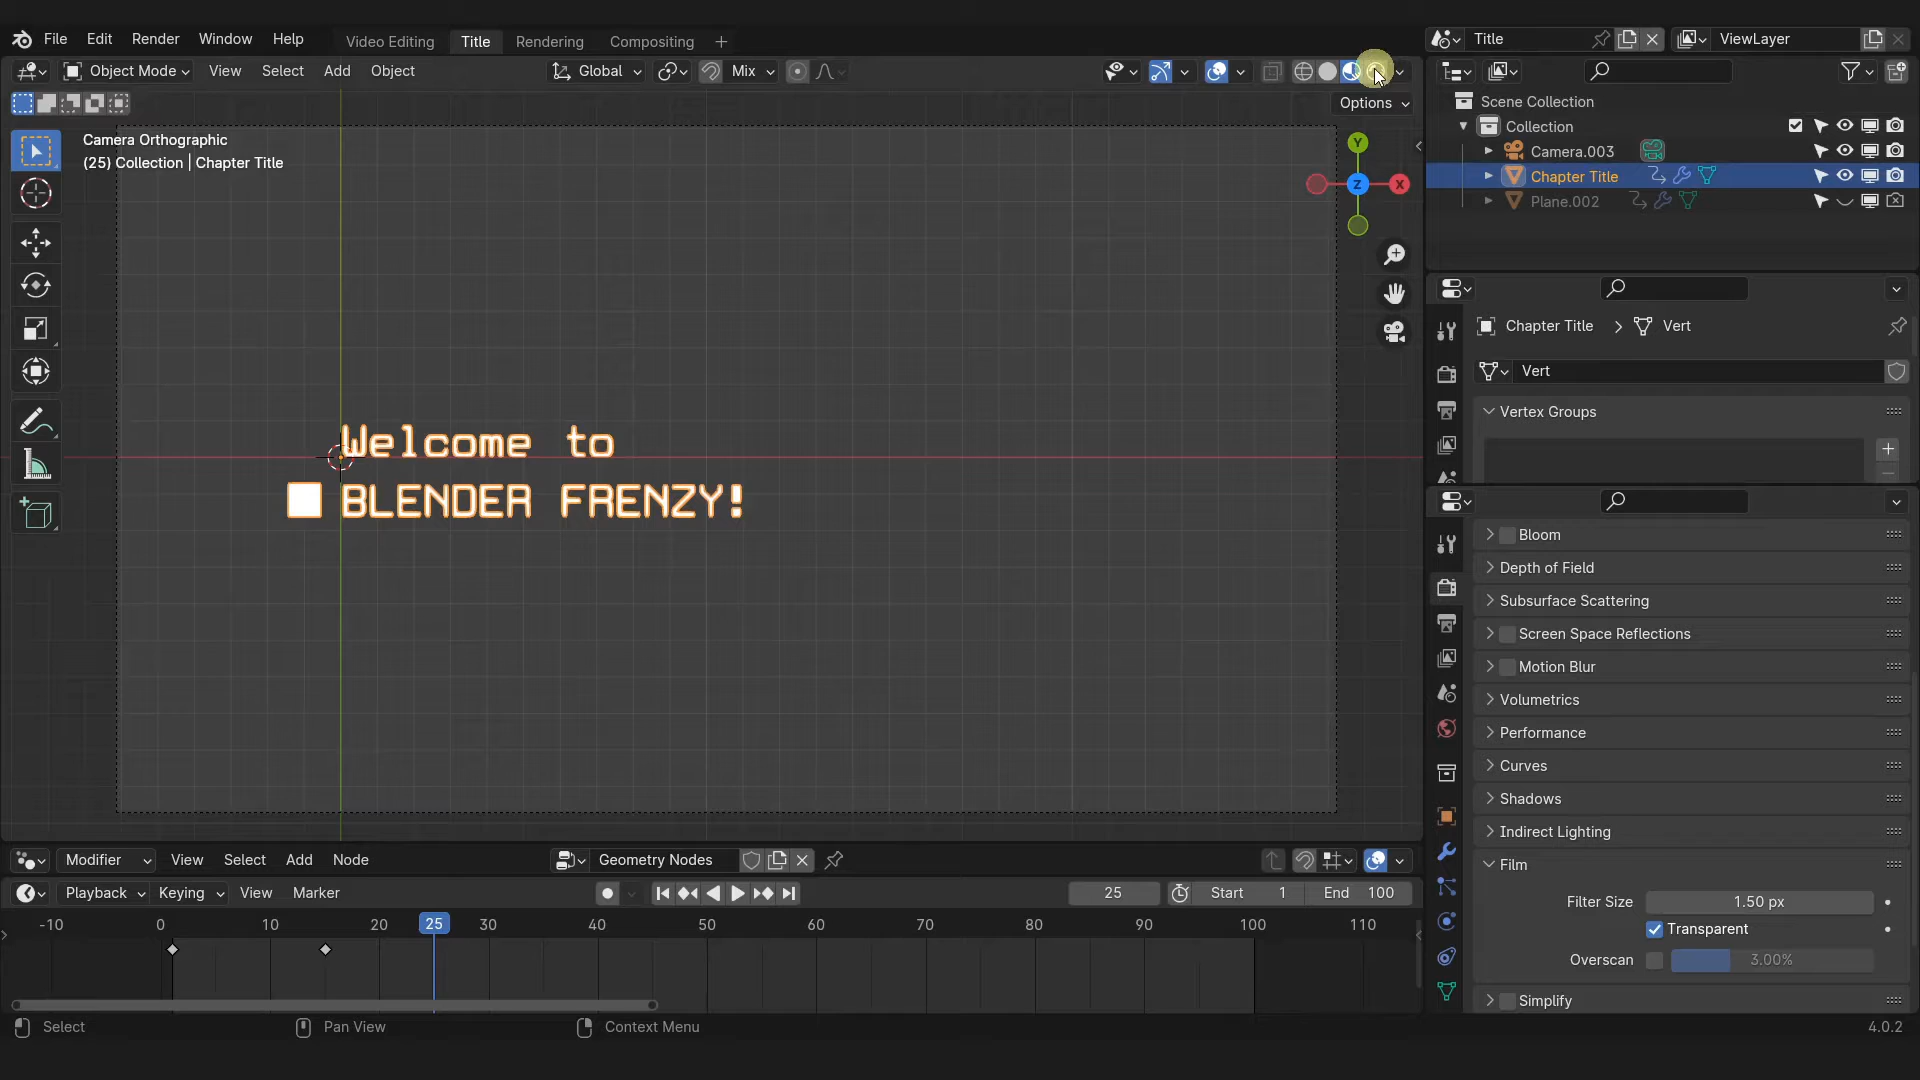 File Edit Render Window Help Video Editing Title Rendering Compositing + Title ViewLayer
Object Mode View Select Add Object Global Mix
Options
Camera Orthographic
(25) Collection | Chapter Title
Y
X
Z
Welcome to
BLENDER FRENZY!
Scene Collection
Collection
Camera.003
Chapter Title
Plane.002
Chapter Title > Vert
Vert
Vertex Groups
Bloom
Depth of Field
Subsurface Scattering
Screen Space Reflections
Motion Blur
Volumetrics
Performance
Curves
Shadows
Indirect Lighting
Film
Filter Size 1.50 px
Transparent
Overscan 3.00%
Simplify
Modifier View Select Add Node Geometry Nodes
Playback Keying View Marker 25 Start 1 End 100
-10 0 10 20 25 30 40 50 60 70 80 90 100 110
Select Pan View Context Menu 4.0.2